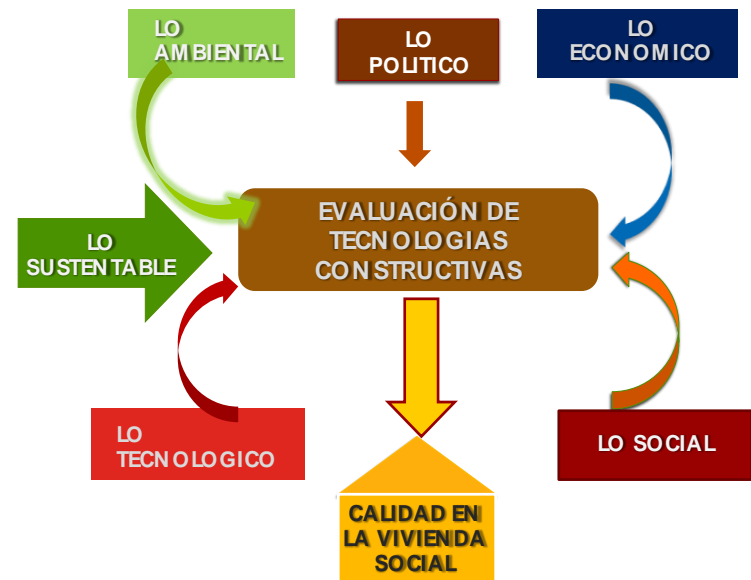 LO
AMBIENTAL
LO
POLITICO
LO
ECONOMICO
LO
SUSTENTABLE
EVALUACIÓN DE
TECNOLOGIAS
CONSTRUCTIVAS
LO
TECNOLOGICO
LO SOCIAL
CALIDAD EN
LA VIVIENDA
SOCIAL